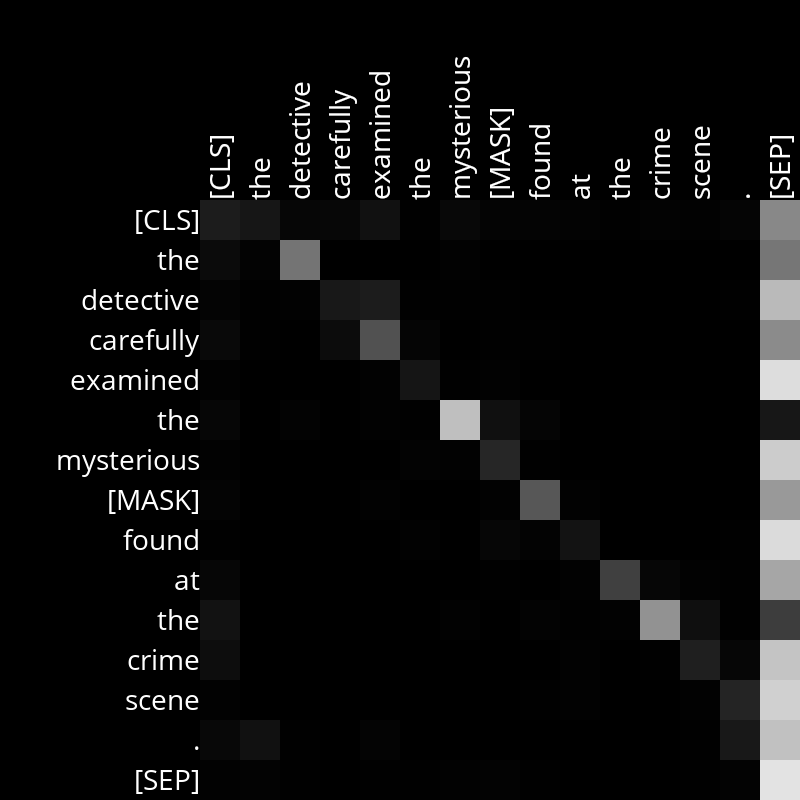 [CLS] the detective carefully examined the mysterious [MASK] found at the crime scene . [SEP]
[CLS]
the
detective
carefully
examined
the
mysterious
[MASK]
found
at
the
crime
scene
.
[SEP]